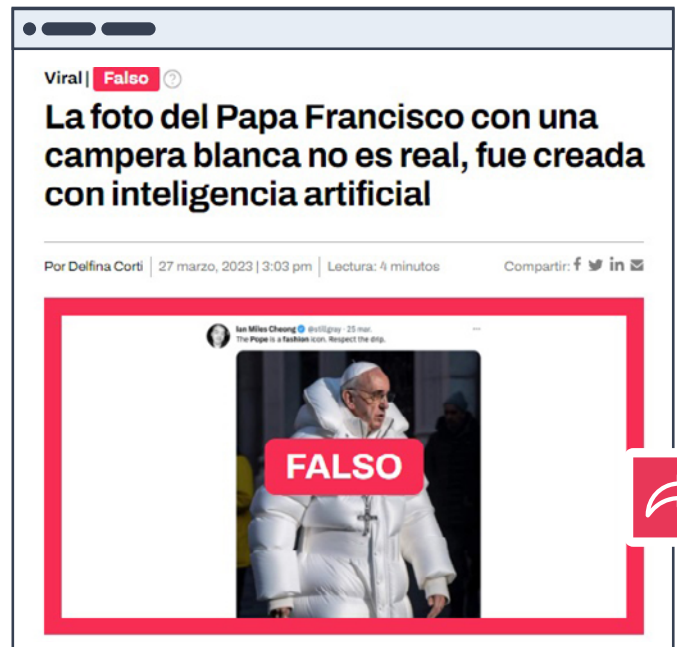 Viral| Falso ?
La foto del Papa Francisco con una
campera blanca no es real, fue creada
con inteligencia artificial
Por Delfina Corti | 27 marzo, 2023 | 3:03 pm | Lectura: 4 minutos Compartir:
Ian Miles Cheong @stillgray · 25 mar.
The Pope is a fashion icon. Respect the drip.
FALSO